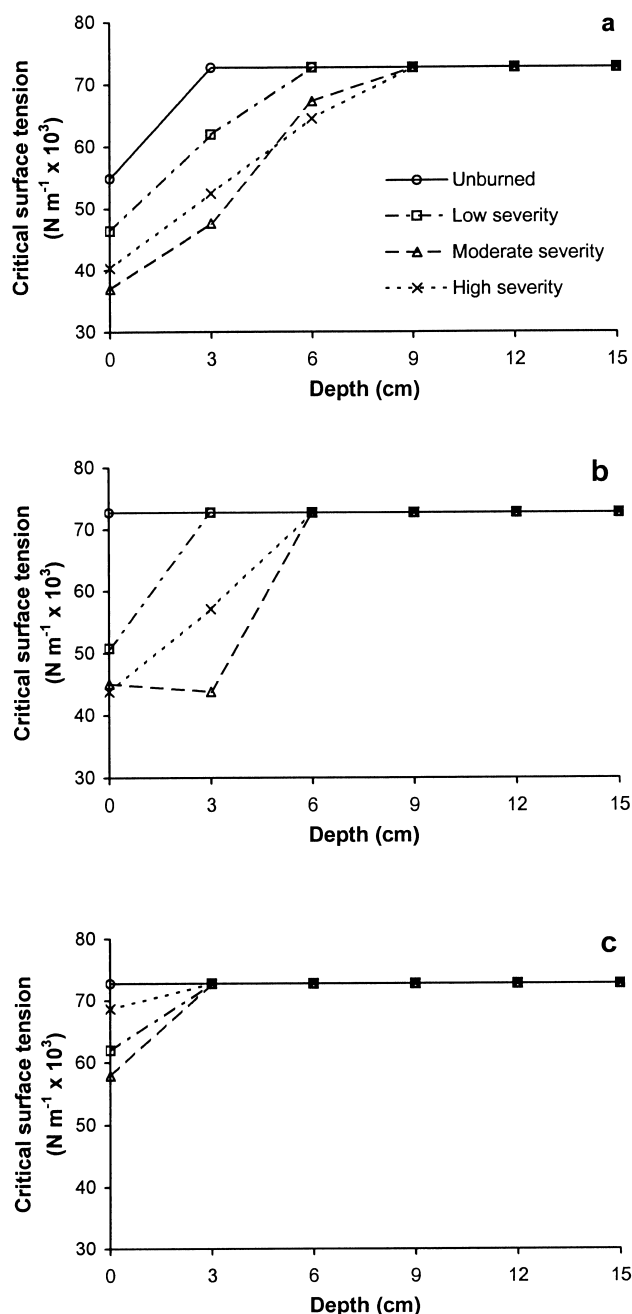 a
80
70
60
50
40
30
Critical surface tension
(N m⁻¹ x 10³)
Unburned
Low severity
Moderate severity
High severity
0 3 6 9 12 15
Depth (cm)
b
80
70
60
50
40
30
Critical surface tension
(N m⁻¹ x 10³)
0 3 6 9 12 15
Depth (cm)
c
80
70
60
50
40
30
Critical surface tension
(N m⁻¹ x 10³)
0 3 6 9 12 15
Depth (cm)